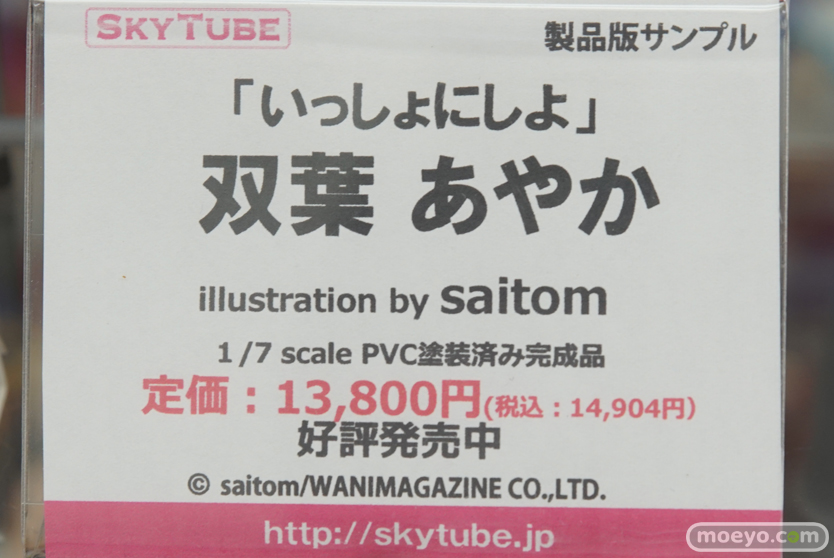 SKYTUBE
製品版サンプル
「いっしょにしよ」
双葉 あやか
illustration by saitom
1/7 scale PVC塗装済み完成品
定価：13,800円(税込：14,904円)
好評発売中
© saitom/WANIMAGAZINE CO.,LTD.
http://skytube.jp
moeyo.com